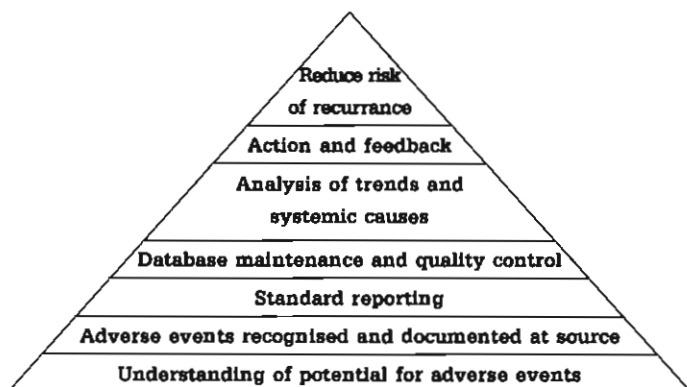 Reduce risk
of recurrance
Action and feedback
Analysis of trends and
systemic causes
Database maintenance and quality control
Standard reporting
Adverse events recognised and documented at source
Understanding of potential for adverse events